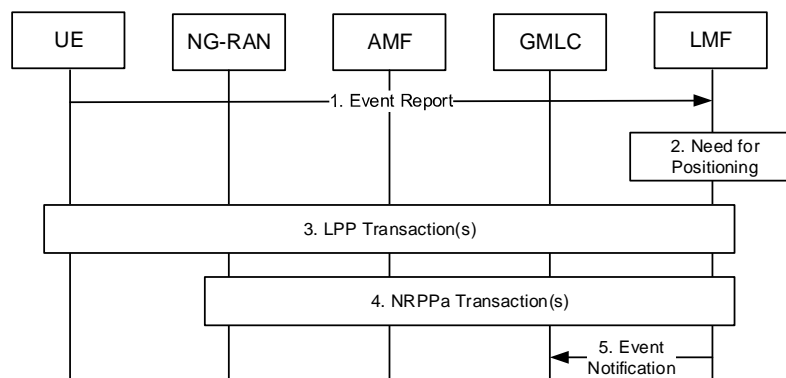 UE
NG-RAN
AMF
GMLC
LMF
1. Event Report
2. Need for
Positioning
3. LPP Transaction(s)
4. NRPPa Transaction(s)
5. Event
Notification